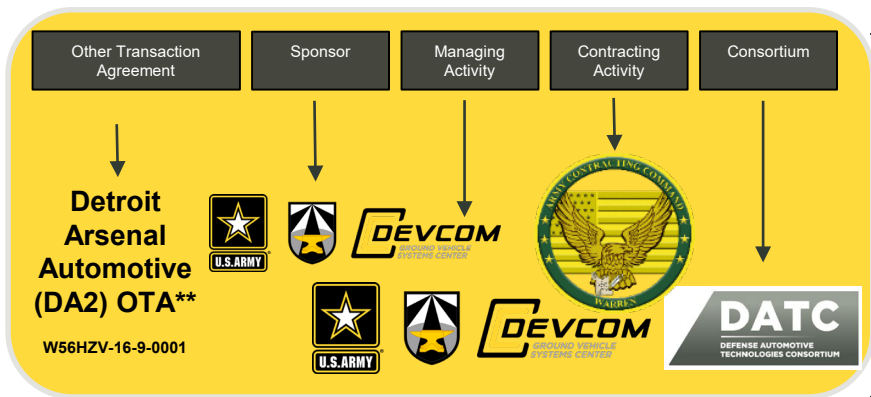 Other Transaction
Agreement
Sponsor
Managing
Activity
Contracting
Activity
Consortium
Detroit
Arsenal
Automotive
(DA2) OTA**
W56HZV-16-9-0001
U.S.ARMY
DEVCOM
GROUND VEHICLE
SYSTEMS CENTER
ARMY CONTRACTING COMMAND
WARREN
U.S.ARMY
DEVCOM
GROUND VEHICLE
SYSTEMS CENTER
DATC
DEFENSE AUTOMOTIVE
TECHNOLOGIES CONSORTIUM